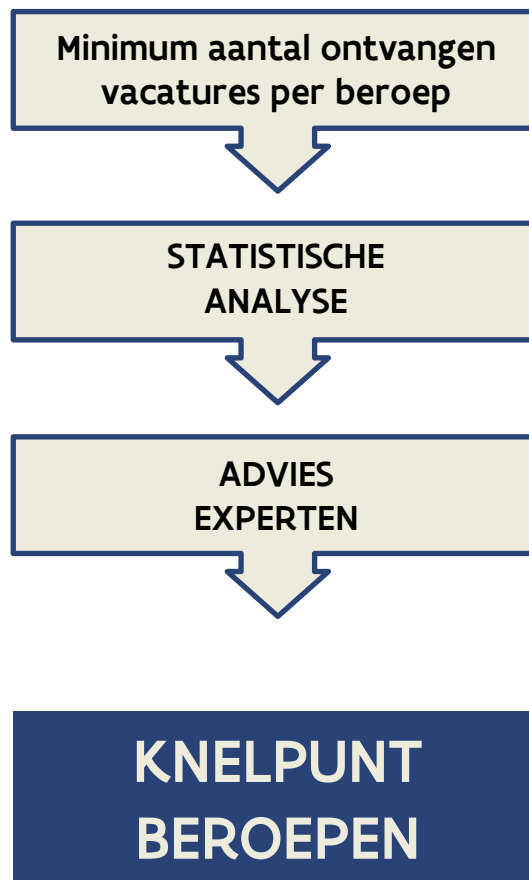 Minimum aantal ontvangen
vacatures per beroep
STATISTISCHE
ANALYSE
ADVIES
EXPERTEN
KNELPUNT
BEROEPEN